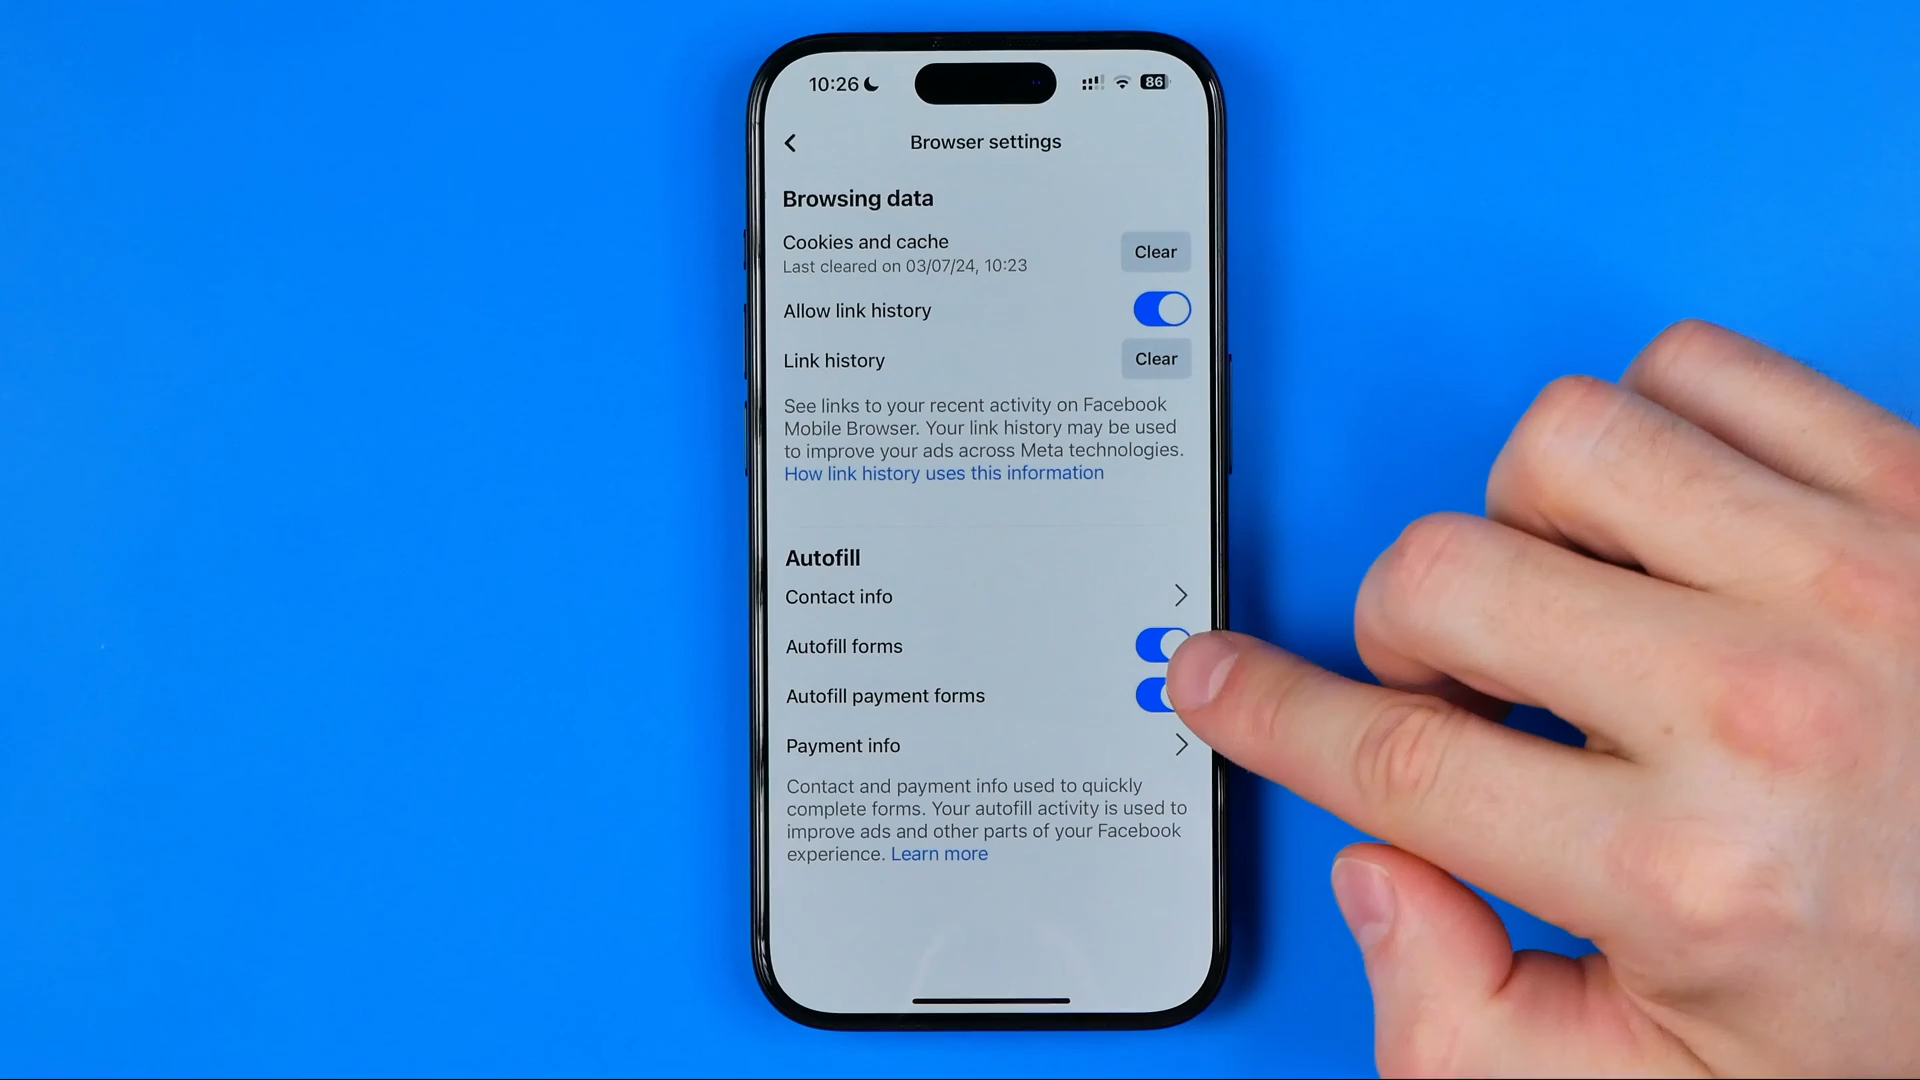 10:26
86
Browser settings
Browsing data
Cookies and cache
Last cleared on 03/07/24, 10:23
Clear
Allow link history
Link history
Clear
See links to your recent activity on Facebook
Mobile Browser. Your link history may be used
to improve your ads across Meta technologies.
How link history uses this information
Autofill
Contact info
Autofill forms
Autofill payment forms
Payment info
Contact and payment info used to quickly
complete forms. Your autofill activity is used to
improve ads and other parts of your Facebook
experience. Learn more